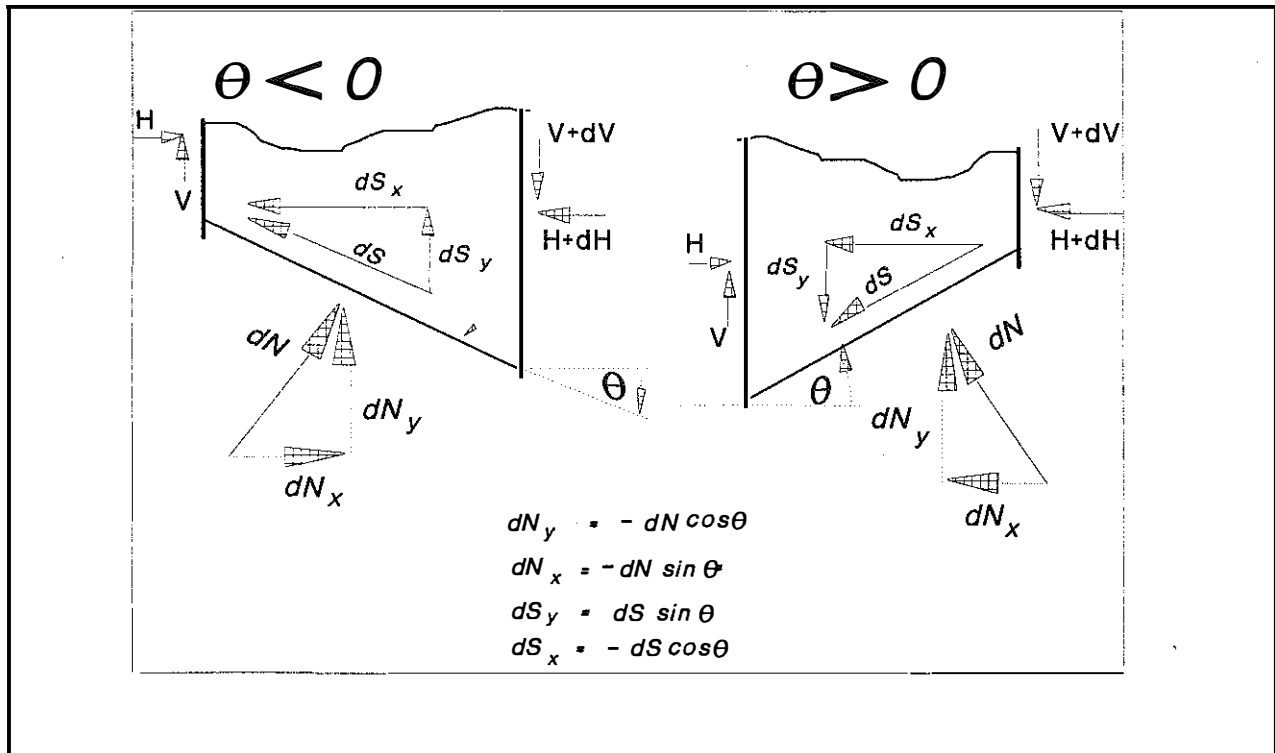 θ < 0
θ > 0
H
V
V+dV
H+dH
dS x
dS
dS y
dN
dN y
dN x
θ
H
V
V+dV
H+dH
dS x
dS y
dS
θ
dN
dN y
dN x
dN y = - dN cosθ
dN x = - dN sin θ
dS y = dS sin θ
dS x = - dS cosθ